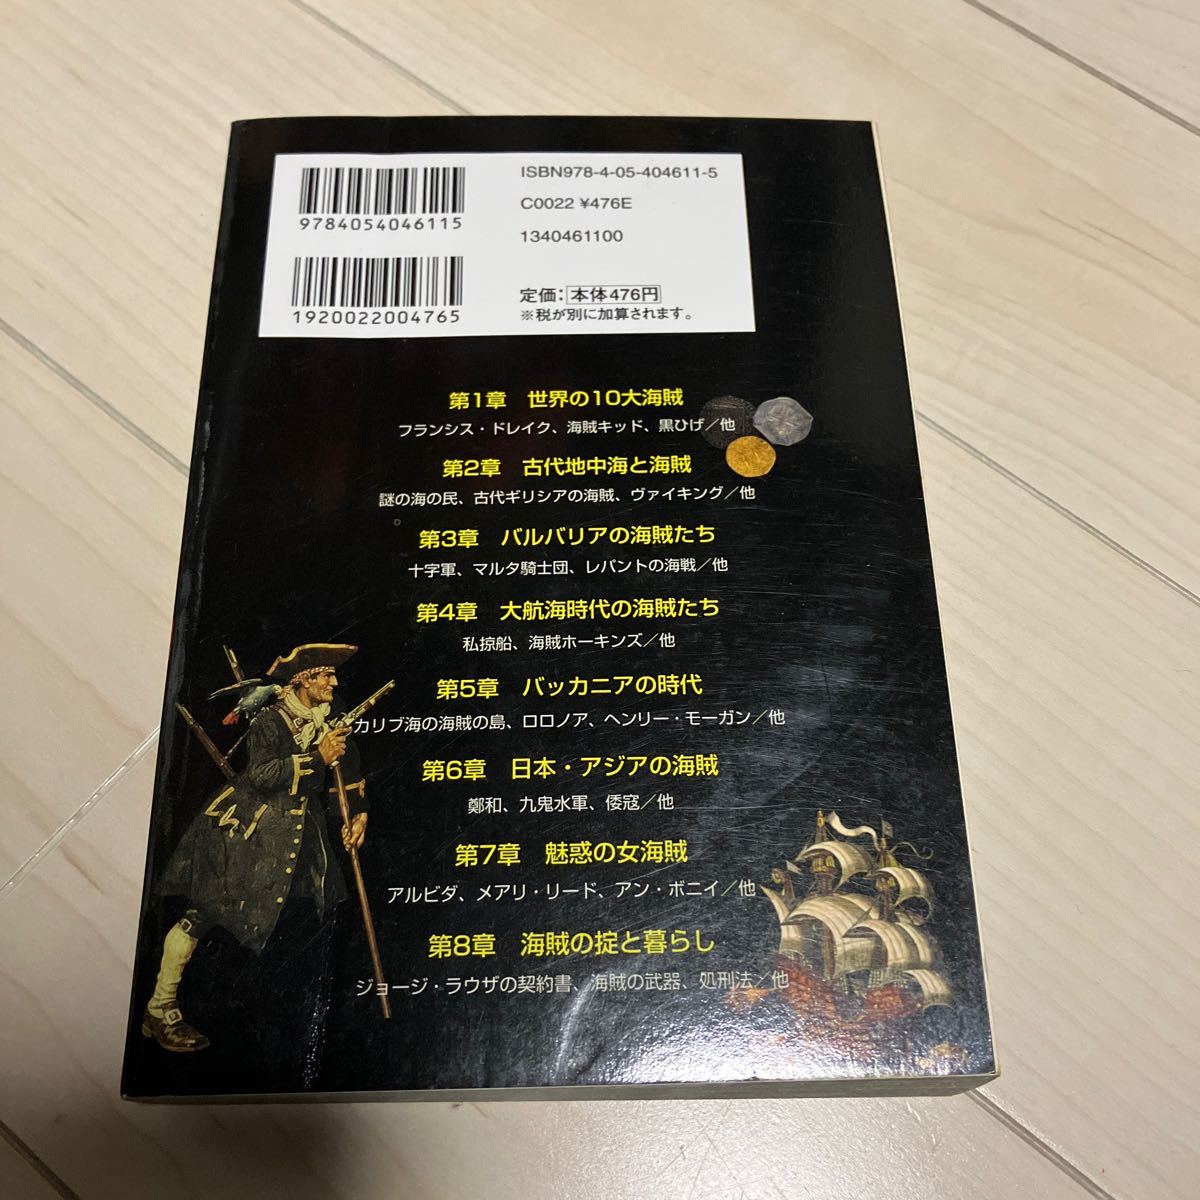 ISBN978-4-05-404611-5
C0022 ¥476E
1340461100
9784054046115
定価：本体476円
※税が別に加算されます。
1920022004765
第1章 世界の10大海賊
フランシス・ドレイク、海賊キッド、黒ひげ／他
第2章 古代地中海と海賊
謎の海の民、古代ギリシアの海賊、ヴァイキング／他
第3章 バルバリアの海賊たち
十字軍、マルタ騎士団、レパントの海戦／他
第4章 大航海時代の海賊たち
私掠船、海賊ホーキンズ／他
第5章 バッカニアの時代
カリブ海の海賊の島、ロロノア、ヘンリー・モーガン／他
第6章 日本・アジアの海賊
鄭和、九鬼水軍、倭寇／他
第7章 魅惑の女海賊
アルビダ、メアリ・リード、アン・ボニイ／他
第8章 海賊の掟と暮らし
ジョージ・ラウザの契約書、海賊の武器、処刑法／他